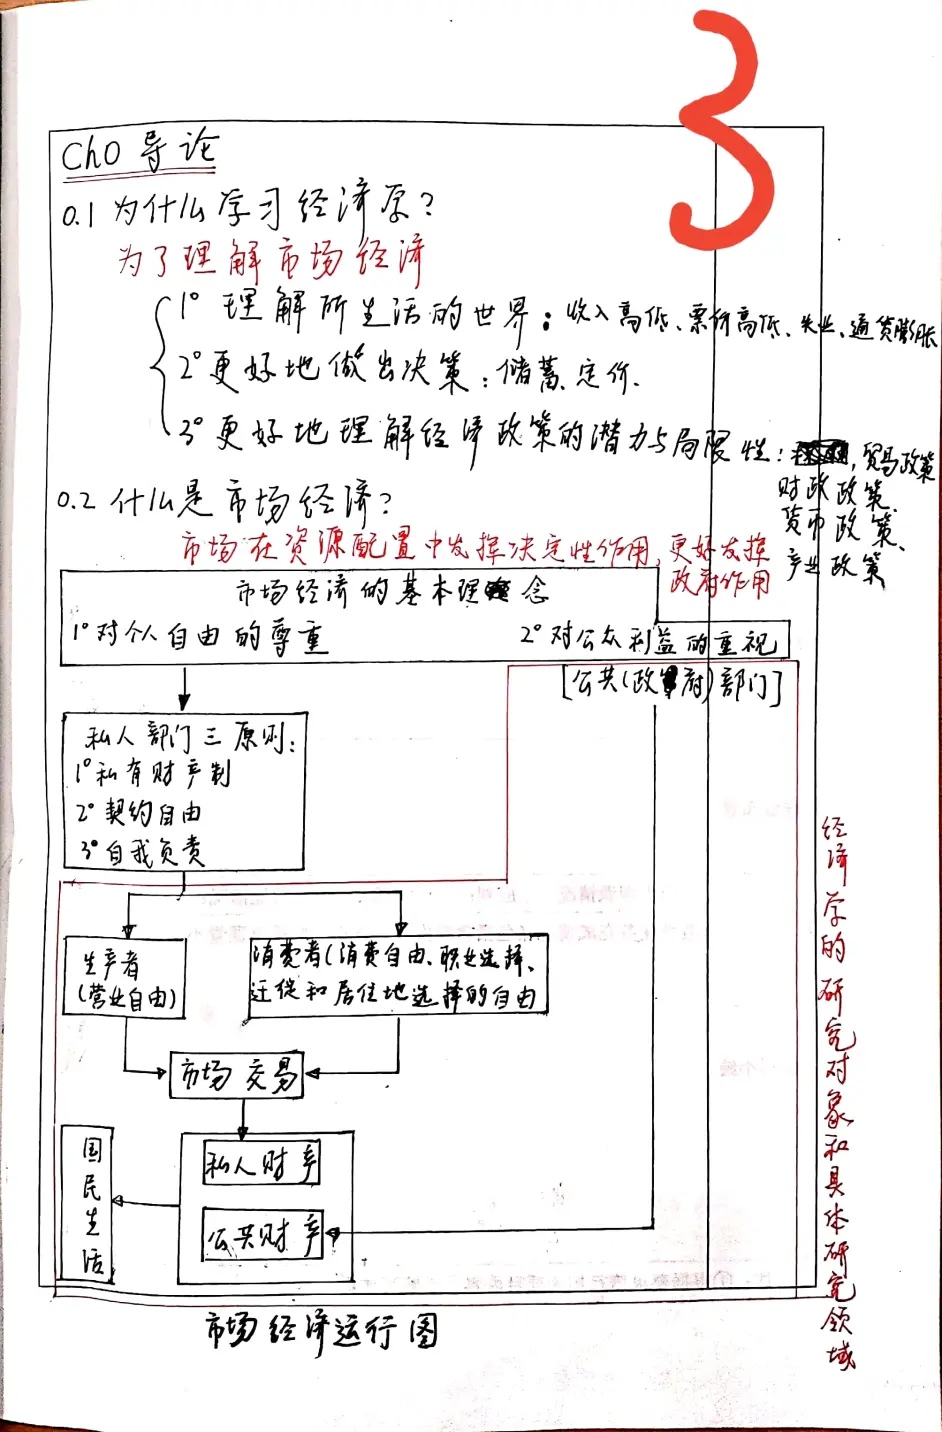 3
Ch0 导论
0.1 为什么学习经济原?
为了理解市场经济
1° 理解所生活的世界:收入高低、票价高低、失业、通货膨胀
2° 更好地做出决策:储蓄、定价.
3° 更好地理解经济政策的潜力与局限性:
,贸易政策
财政政策、
货币政策、
产业政策
0.2 什么是市场经济?
市场在资源配置中发挥决定性作用,更好发挥
政府作用
市场经济的基本理念
1° 对个人自由的尊重
2° 对公众利益的重视
[公共(政府)部门]
私人部门三原则:
1° 私有财产制
2° 契约自由
3° 自我负责
生产者
(营业自由)
消费者(消费自由、职业选择、
迁徙和居住地选择的自由
市场交易
私人财产
公共财产
国民生活
市场经济运行图
经济学的研究对象和具体研究领域